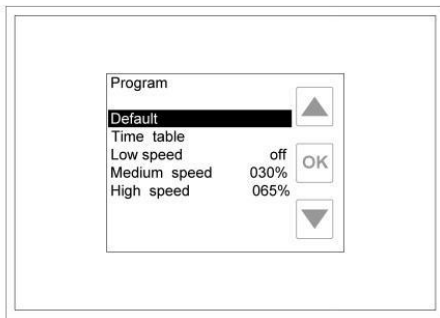 Program
Default
Time table
Low speed off
Medium speed 030%
High speed 065%
OK